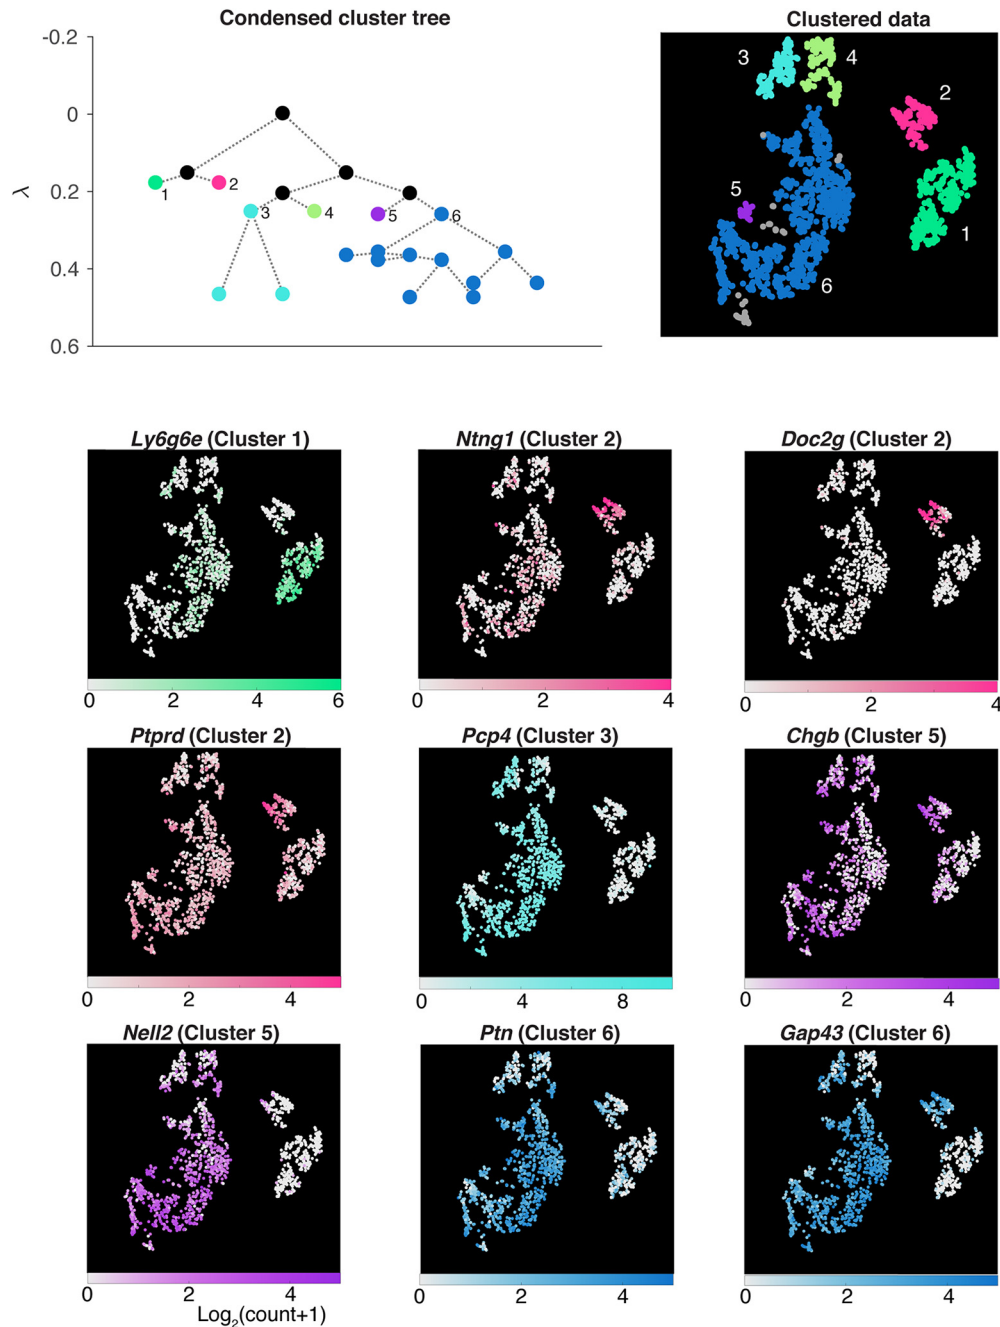 Condensed cluster tree
Clustered data
-0.2
0
0.2
0.4
0.6
λ
1
2
3
4
5
6
3
4
2
5
1
6
Ly6g6e (Cluster 1)
Ntng1 (Cluster 2)
Doc2g (Cluster 2)
0 2 4 6
0 2 4
0 2 4
Ptprd (Cluster 2)
Pcp4 (Cluster 3)
Chgb (Cluster 5)
0 2 4
0 4 8
0 2 4
Nell2 (Cluster 5)
Ptn (Cluster 6)
Gap43 (Cluster 6)
0 2 4
0 2 4
0 2 4
Log2(count+1)